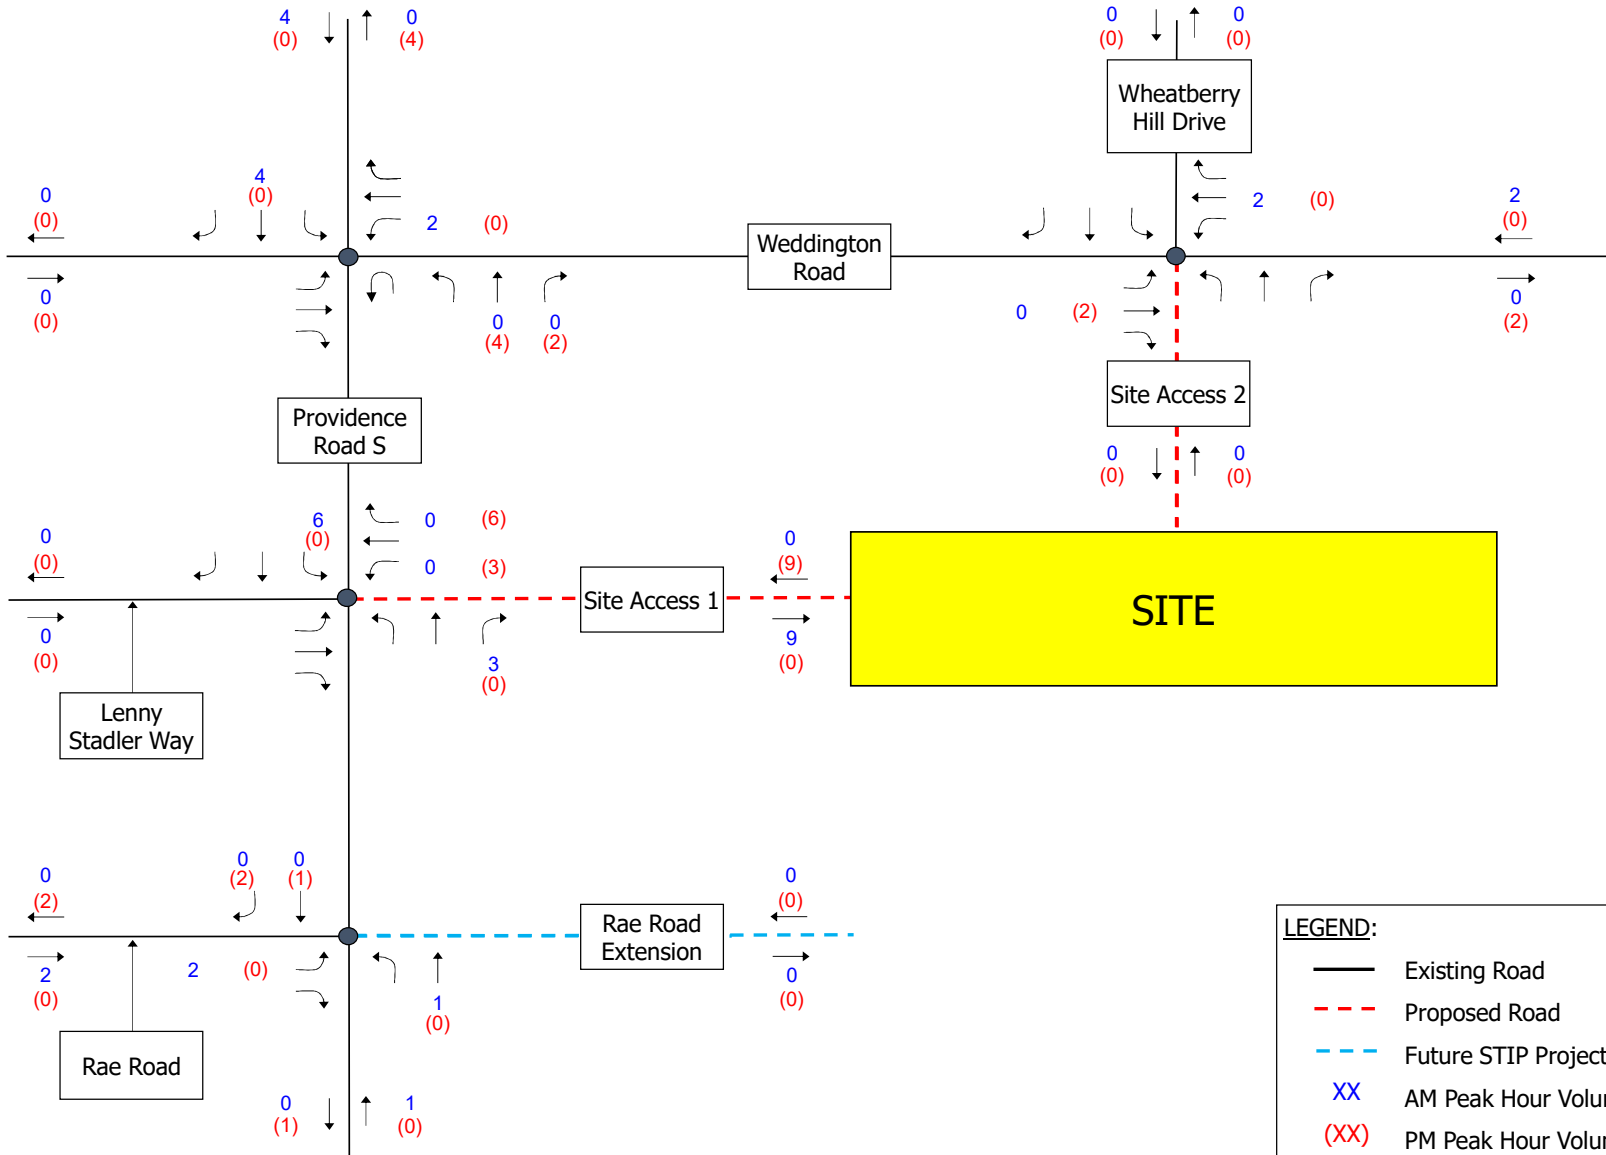 4 0 0 0
(0) (4) (0) (0)
Wheatberry
Hill Drive
4
(0)
0
(0)
2 (0)
2 (0)
2
(0)
Weddington
Road
0
(0)
0 0
(4) (2)
0 (2)
0
(2)
Site Access 2
Providence
Road S
0 0
(0) (0)
6
(0)
0 (6)
0
(0)
0 (3)
0
(9)
Site Access 1
SITE
0
(0)
3
(0)
9
(0)
Lenny
Stadler Way
0 0
(2) (1)
0
(2)
0
(0)
Rae Road
Extension
2
(0)
2 (0)
1
(0)
0
(0)
Rae Road
0 1
(1) (0)
LEGEND:
Existing Road
Proposed Road
Future STIP Project
XX AM Peak Hour
(XX) PM Peak Hour